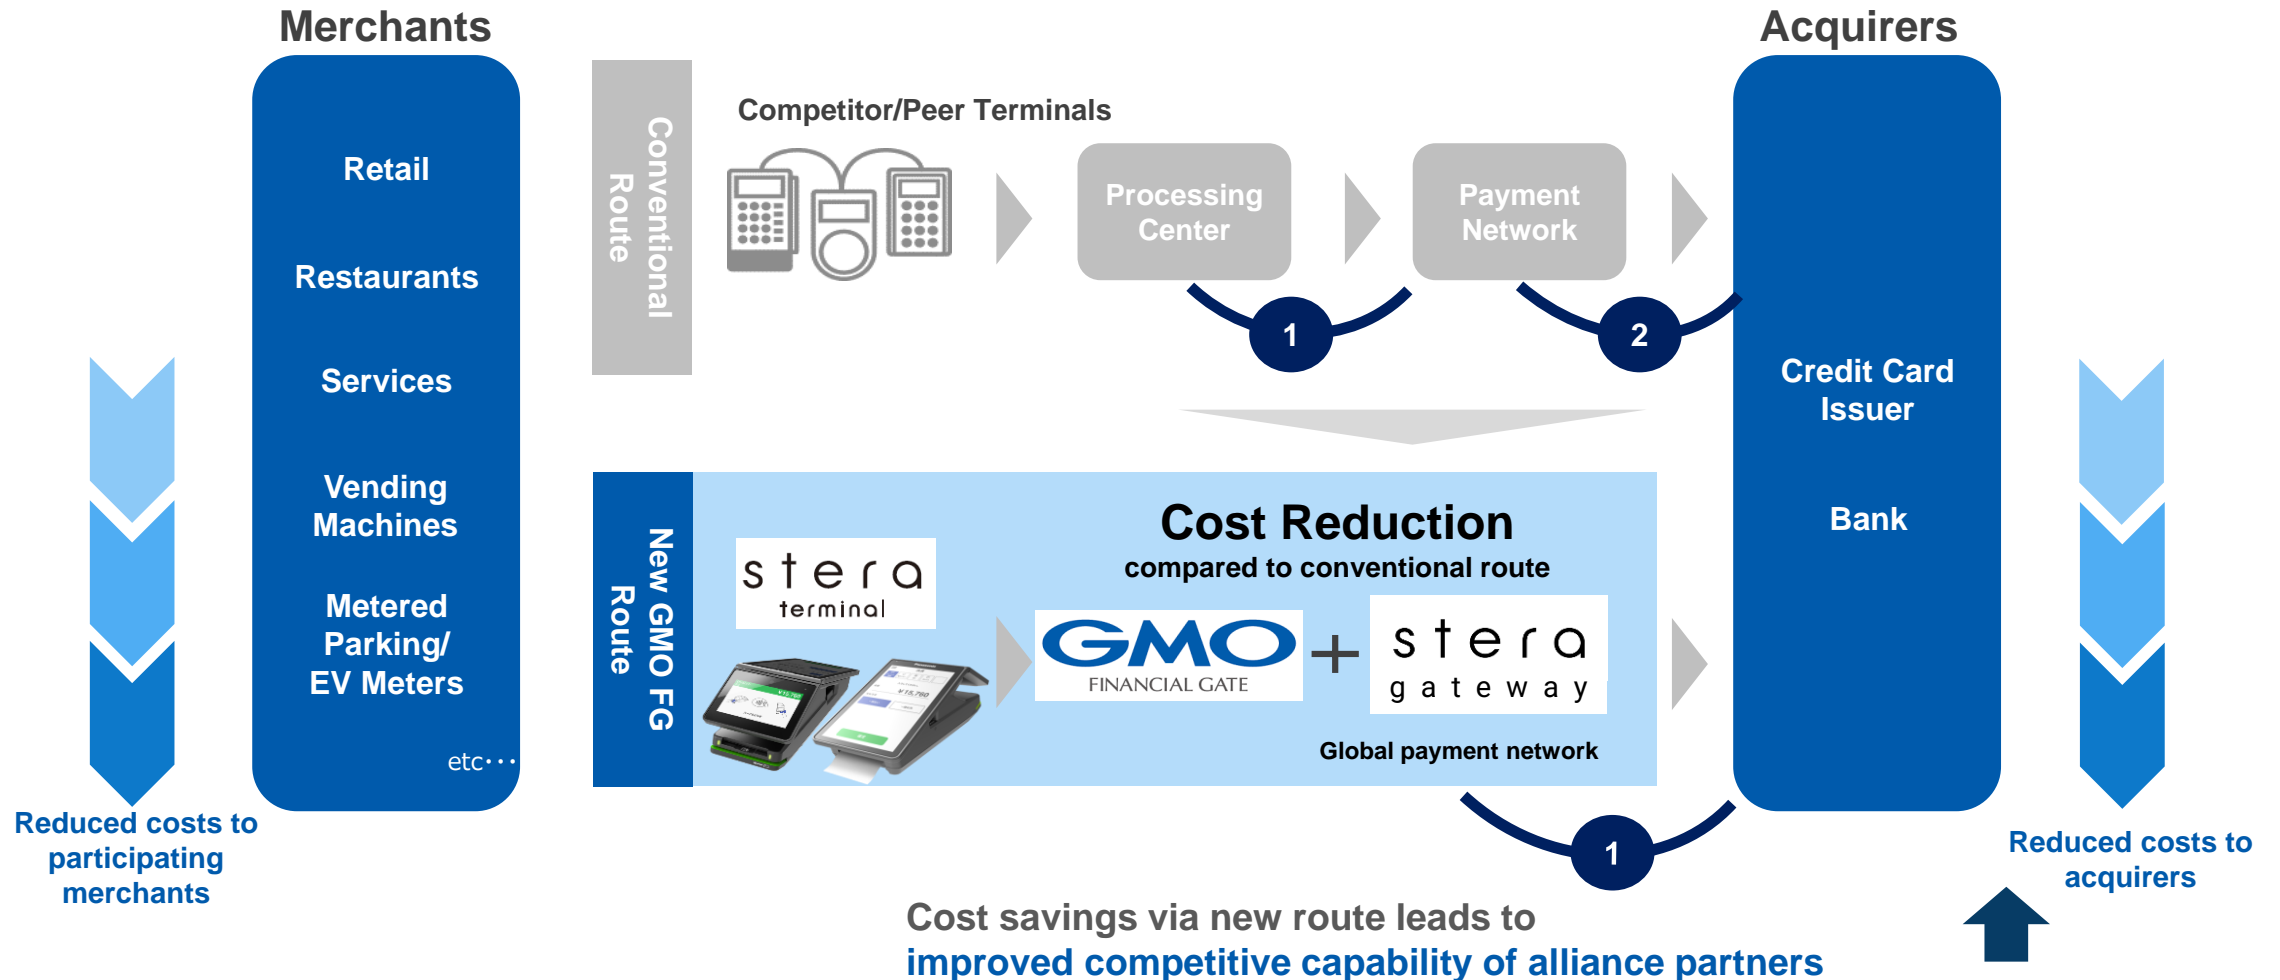 Merchants
Acquirers
Retail
Restaurants
Services
Vending
Machines
Metered
Parking/
EV Meters
etc･･･
Reduced costs to
participating
merchants
Conventional
Route
Competitor/Peer Terminals
Processing
Center
Payment
Network
1
2
New GMO FG
Route
stera
terminal
Cost Reduction
compared to conventional route
GMO
FINANCIAL GATE
+
stera
gateway
Global payment network
1
Credit Card
Issuer
Bank
Reduced costs to
acquirers
Cost savings via new route leads to
improved competitive capability of alliance partners